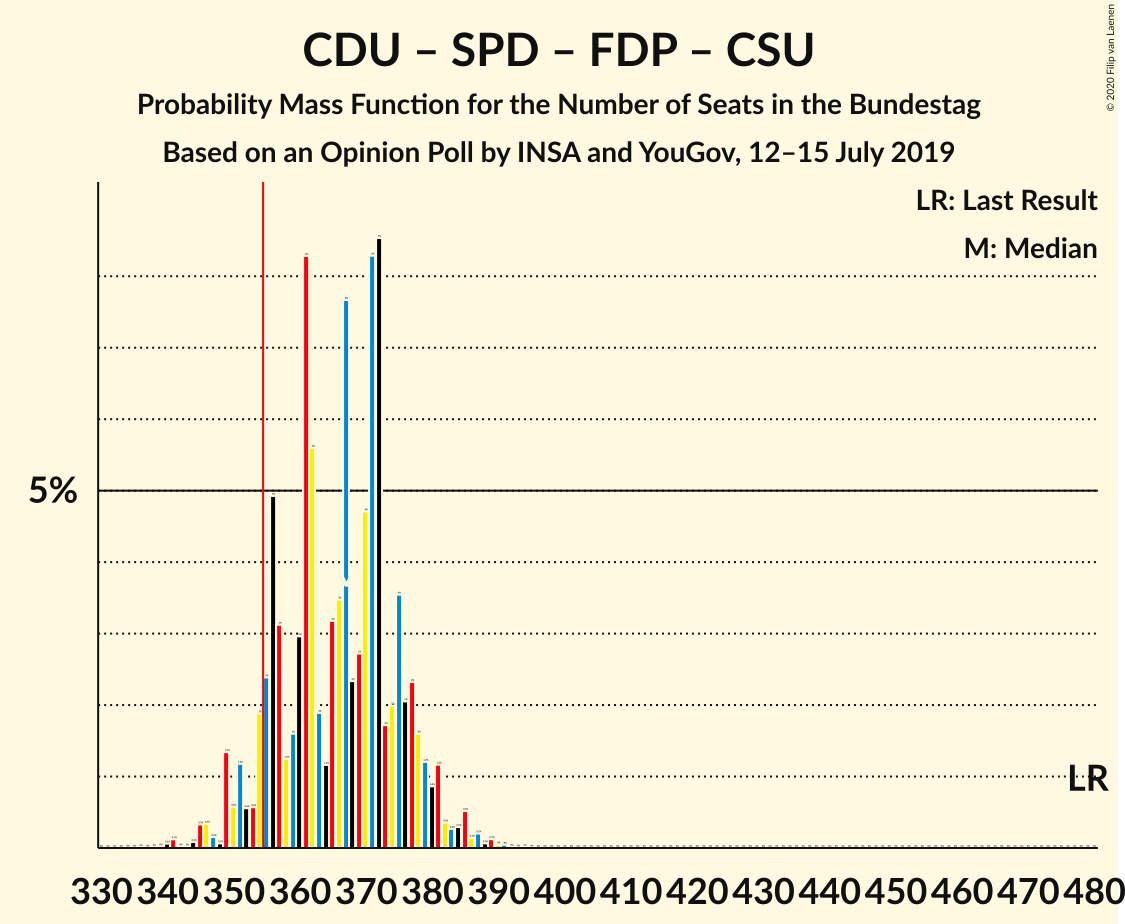 CDU – SPD – FDP – CSU
Probability Mass Function for the Number of Seats in the Bundestag
Based on an Opinion Poll by INSA and YouGov, 12–15 July 2019
© 2020 Filip van Laenen
LR: Last Result
M: Median
5%
LR
330 340 350 360 370 380 390 400 410 420 430 440 450 460 470 480